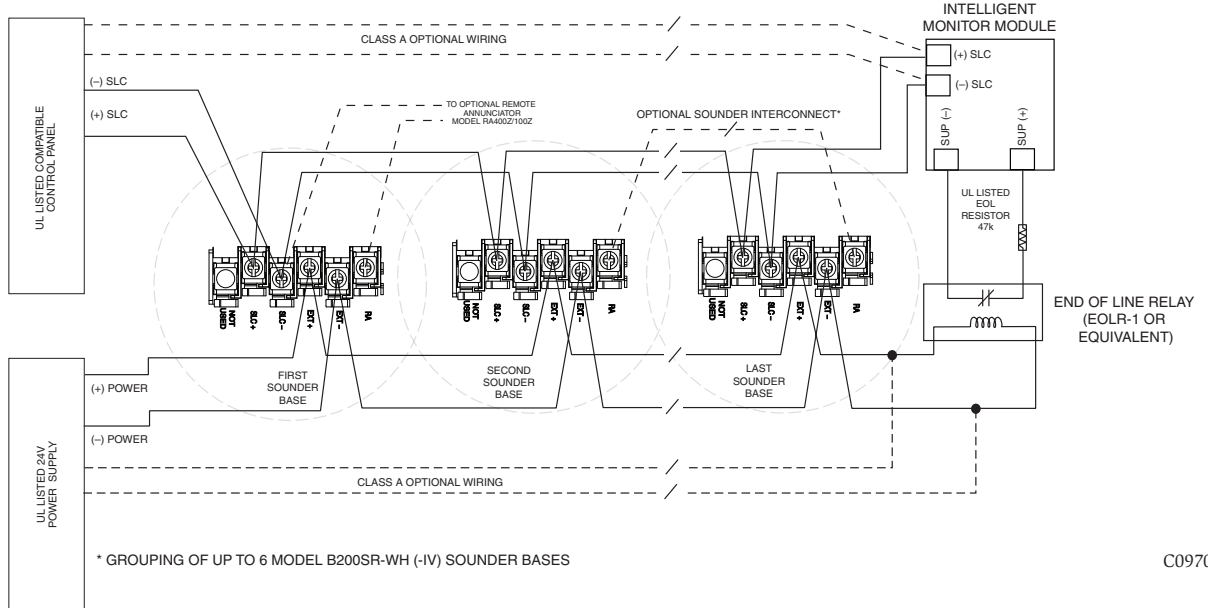 INTELLIGENT
MONITOR MODULE
CLASS A OPTIONAL WIRING
(+) SLC
(–) SLC
(–) SLC
(+) SLC
TO OPTIONAL REMOTE
ANNUNCIATOR
MODEL RA400Z/100Z
OPTIONAL SOUNDER INTERCONNECT*
SUP (–)
SUP (+)
UL LISTED COMPATIBLE
CONTROL PANEL
UL LISTED
EOL
RESISTOR
47k
NOT
USED
SLC +
SLC –
EXT +
EXT –
RA
NOT
USED
SLC +
SLC –
EXT +
EXT –
RA
NOT
USED
SLC +
SLC –
EXT +
EXT –
RA
END OF LINE RELAY
(EOLR-1 OR
EQUIVALENT)
FIRST
SOUNDER
BASE
SECOND
SOUNDER
BASE
LAST
SOUNDER
BASE
(+) POWER
(–) POWER
UL LISTED 24V
POWER SUPPLY
CLASS A OPTIONAL WIRING
* GROUPING OF UP TO 6 MODEL B200SR-WH (-IV) SOUNDER BASES
C0970